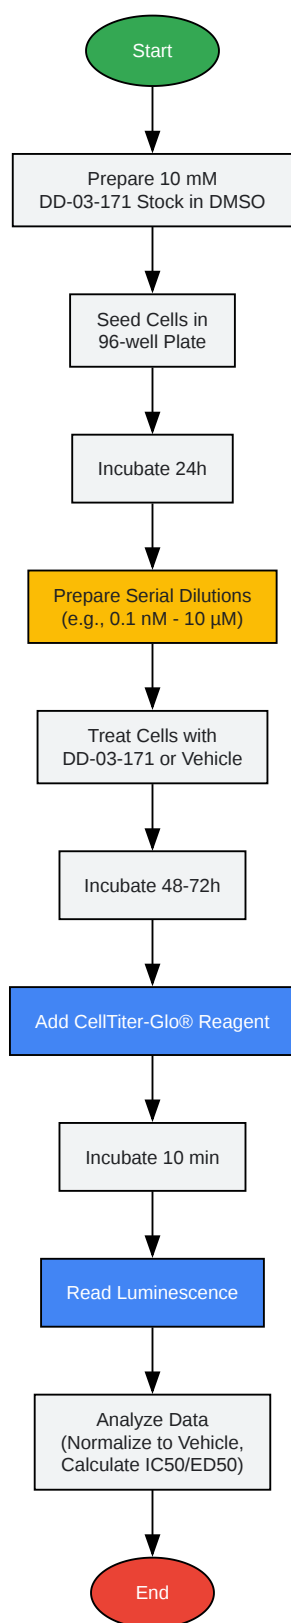 Start
Prepare 10 mM
DD-03-171 Stock in DMSO
Seed Cells in
96-well Plate
Incubate 24h
Prepare Serial Dilutions
(e.g., 0.1 nM - 10 µM)
Treat Cells with
DD-03-171 or Vehicle
Incubate 48-72h
Add CellTiter-Glo® Reagent
Incubate 10 min
Read Luminescence
Analyze Data
(Normalize to Vehicle,
Calculate IC50/ED50)
End